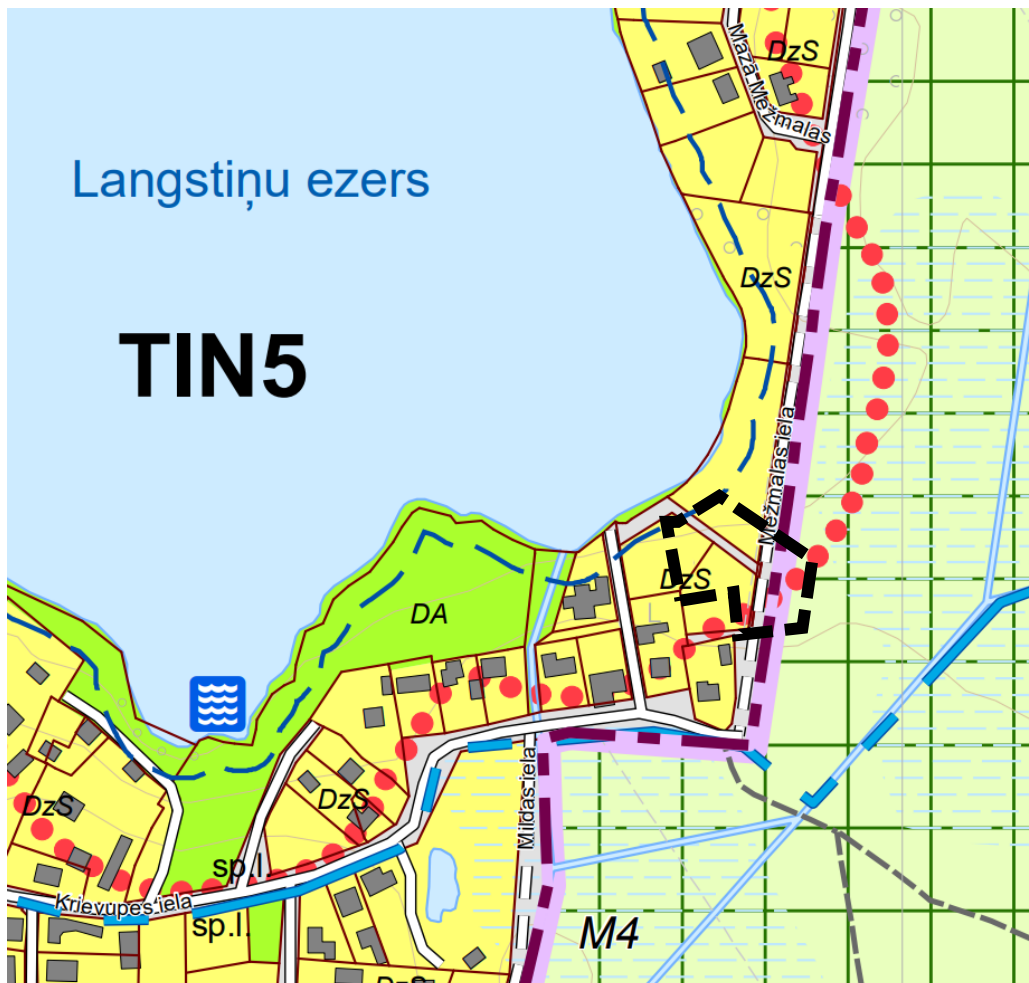 DzS
Mazā Mežmalas
Langstiņu ezers
DzS
TIN5
Mežmalas iela
DzS
DA
DzS
DzS
Mildas iela
sp.l.
Krievupes iela
sp.l.
M4
DzS